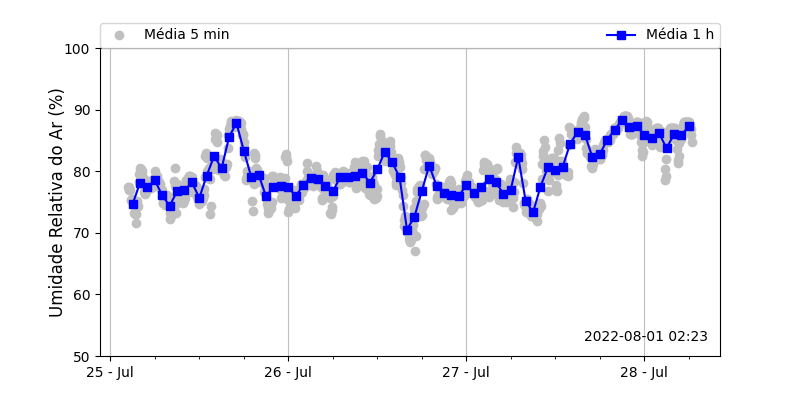 Média 5 min
Média 1 h
100
90
80
70
60
50
Umidade Relativa do Ar (%)
2022-08-01 02:23
25 - Jul
26 - Jul
27 - Jul
28 - Jul